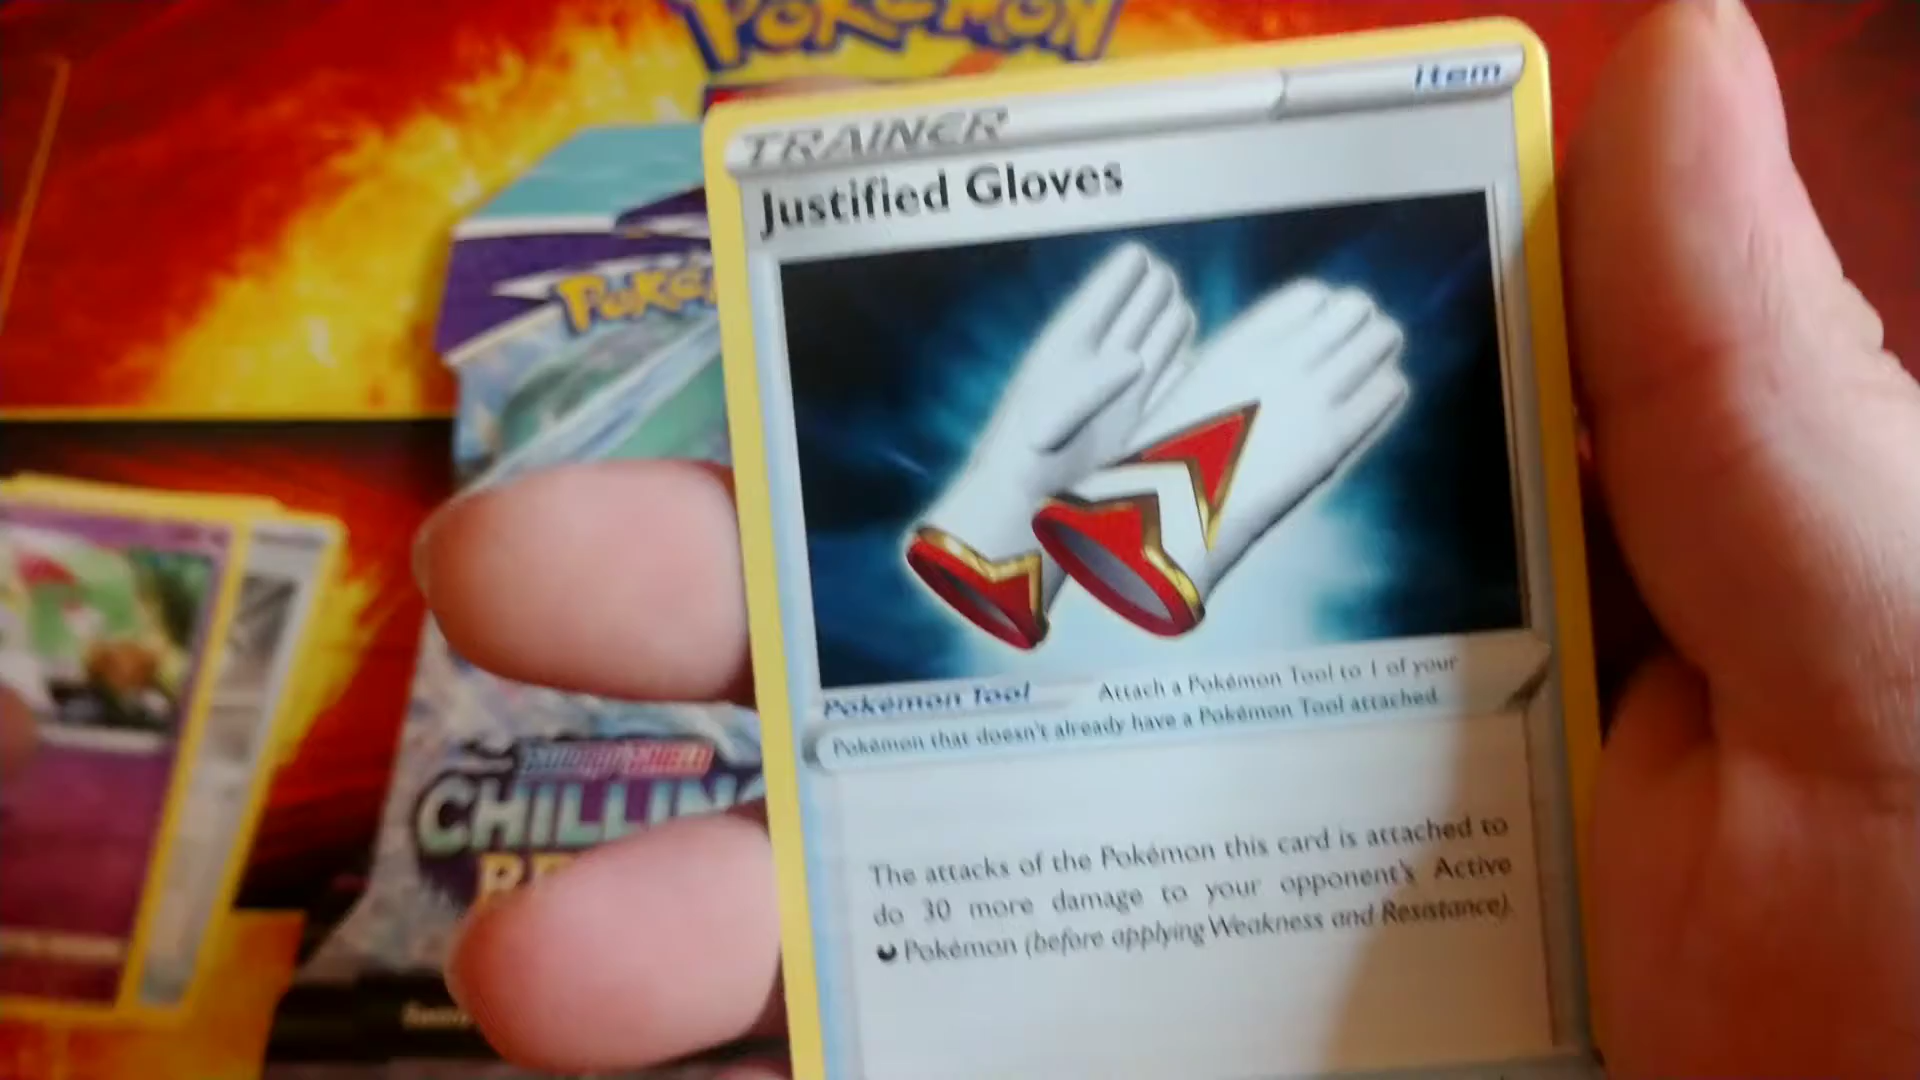 POKÉMON
Item
TRAINER
Justified Gloves
Pokémon Tool Attach a Pokémon Tool to 1 of your
Pokémon that doesn't already have a Pokémon Tool attached.
The attacks of the Pokémon this card is attached to
do 30 more damage to your opponent's Active
Pokémon (before applying Weakness and Resistance).
Poké
CHILLING